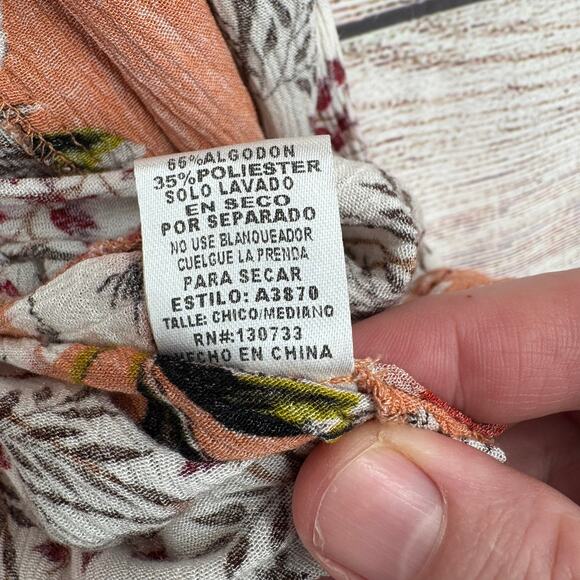 65%ALGODON
35%POLIESTER
SOLO LAVADO
EN SECO
POR SEPARADO
NO USE BLANQUEADOR
CUELGUE LA PRENDA
PARA SECAR
ESTILO: A3870
TALLE: CHICO/MEDIANO
RN#:130733
HECHO EN CHINA